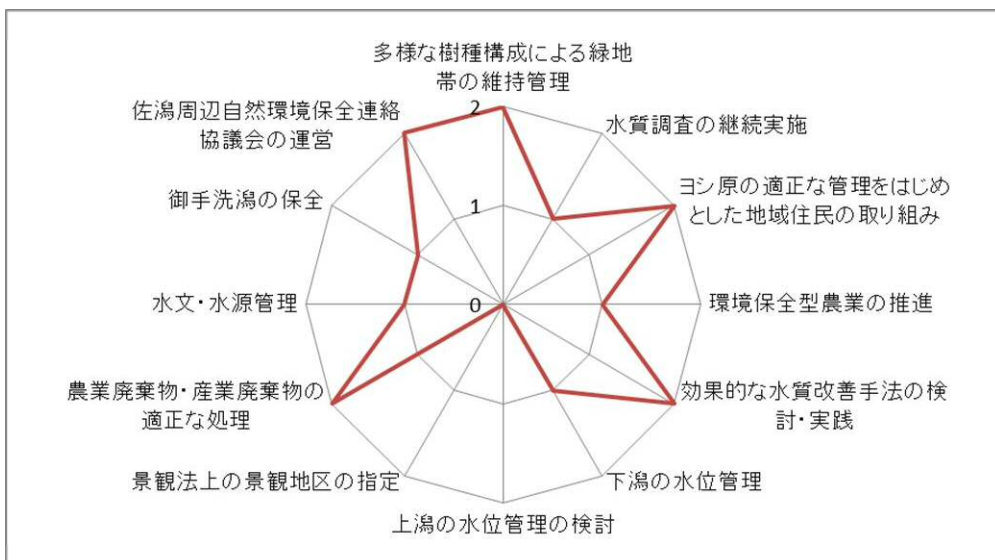 多様な樹種構成による緑地
帯の維持管理
水質調査の継続実施
ヨシ原の適正な管理をはじめ
とした地域住民の取り組み
環境保全型農業の推進
効果的な水質改善手法の検
討・実践
下潟の水位管理
上潟の水位管理の検討
景観法上の景観地区の指定
農業廃棄物・産業廃棄物の
適正な処理
水文・水源管理
御手洗潟の保全
佐潟周辺自然環境保全連絡
協議会の運営
2
1
0